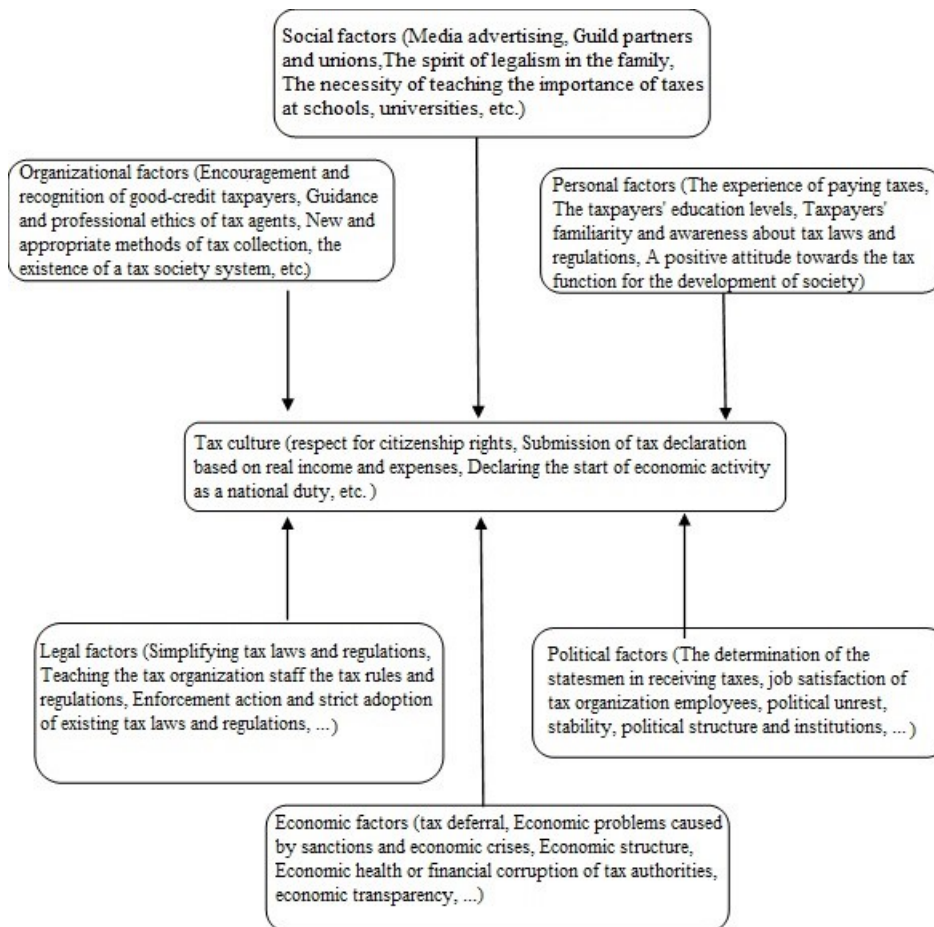 Social factors (Media advertising, Guild partners
and unions,The spirit of legalism in the family,
The necessity of teaching the importance of taxes
at schools, universities, etc.)
Organizational factors (Encouragement and
recognition of good-credit taxpayers, Guidance
and professional ethics of tax agents, New and
appropriate methods of tax collection, the
existence of a tax society system, etc.)
Personal factors (The experience of paying taxes,
The taxpayers' education levels, Taxpayers'
familiarity and awareness about tax laws and
regulations, A positive attitude towards the tax
function for the development of society)
Tax culture (respect for citizenship rights, Submission of tax declaration
based on real income and expenses, Declaring the start of economic activity
as a national duty, etc. )
Legal factors (Simplifying tax laws and regulations,
Teaching the tax organization staff the tax rules and
regulations, Enforcement action and strict adoption
of existing tax laws and regulations, ...)
Political factors (The determination of the
statesmen in receiving taxes, job satisfaction of
tax organization employees, political unrest,
stability, political structure and institutions, ... )
Economic factors (tax deferral, Economic problems caused
by sanctions and economic crises, Economic structure,
Economic health or financial corruption of tax authorities,
economic transparency, ...)